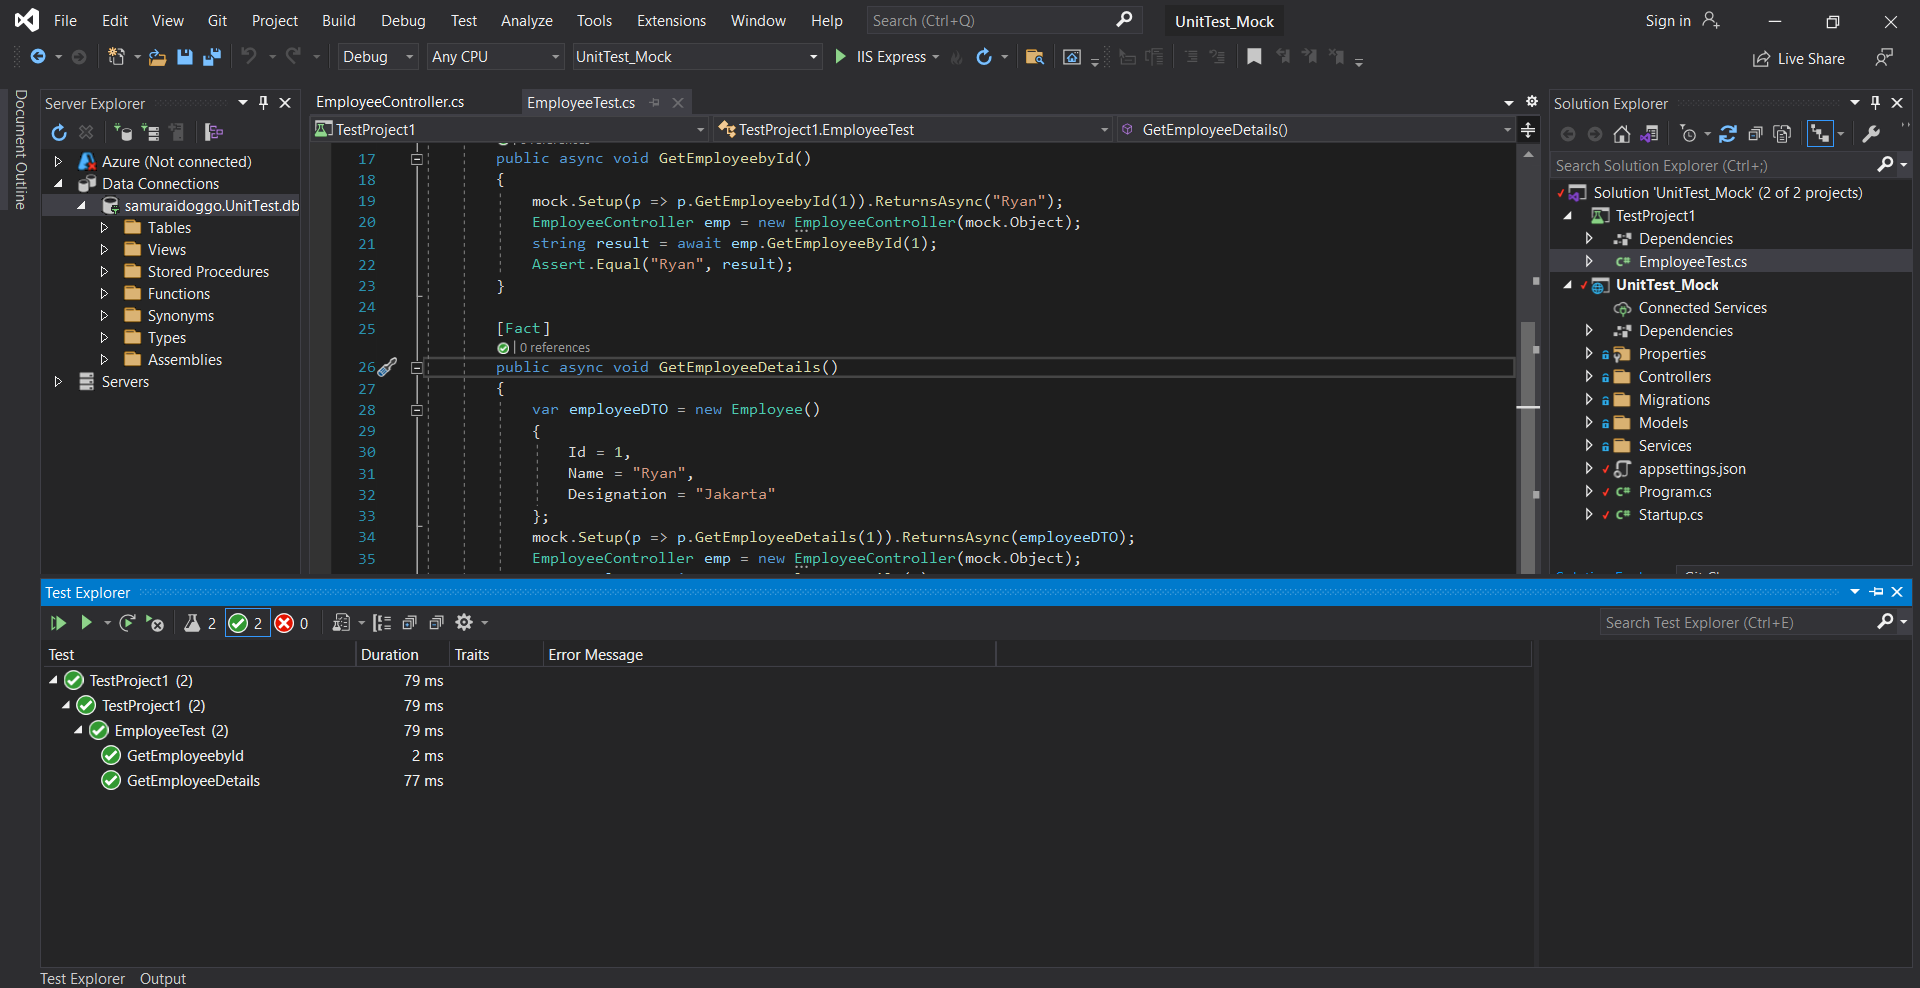 File Edit View Git Project Build Debug Test Analyze Tools Extensions Window Help Search (Ctrl+Q) UnitTest_Mock Sign in
Debug Any CPU UnitTest_Mock IIS Express Live Share
Document Outline
Server Explorer
Azure (Not connected)
Data Connections
samuraidoggo.UnitTest.db
Tables
Views
Stored Procedures
Functions
Synonyms
Types
Assemblies
Servers
EmployeeController.cs EmployeeTest.cs
TestProject1 TestProject1.EmployeeTest GetEmployeeDetails()
17 public async void GetEmployeebyId()
18 {
19 mock.Setup(p => p.GetEmployeebyId(1)).ReturnsAsync("Ryan");
20 EmployeeController emp = new EmployeeController(mock.Object);
21 string result = await emp.GetEmployeeById(1);
22 Assert.Equal("Ryan", result);
23 }
24
25 [Fact]
0 references
26 public async void GetEmployeeDetails()
27 {
28 var employeeDTO = new Employee()
29 {
30 Id = 1,
31 Name = "Ryan",
32 Designation = "Jakarta"
33 };
34 mock.Setup(p => p.GetEmployeeDetails(1)).ReturnsAsync(employeeDTO);
35 EmployeeController emp = new EmployeeController(mock.Object);
Solution Explorer
Search Solution Explorer (Ctrl+;)
Solution 'UnitTest_Mock' (2 of 2 projects)
TestProject1
Dependencies
C# EmployeeTest.cs
UnitTest_Mock
Connected Services
Dependencies
Properties
Controllers
Migrations
Models
Services
appsettings.json
C# Program.cs
C# Startup.cs
Test Explorer
2 2 0 Search Test Explorer (Ctrl+E)
Test Duration Traits Error Message
TestProject1 (2) 79 ms
TestProject1 (2) 79 ms
EmployeeTest (2) 79 ms
GetEmployeebyId 2 ms
GetEmployeeDetails 77 ms
Test Explorer Output